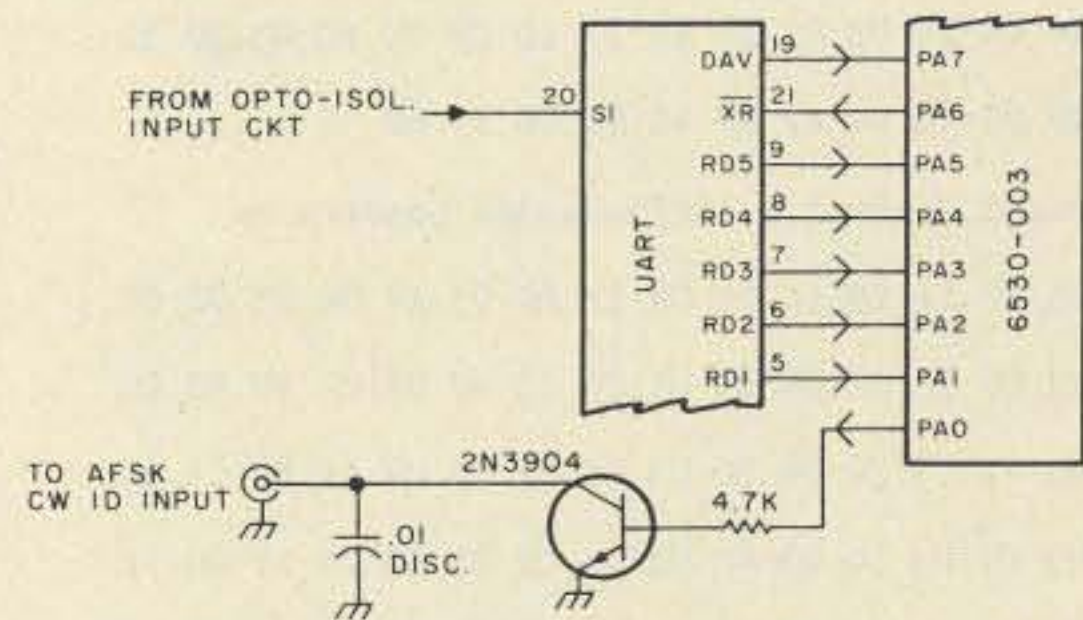 FROM OPTO-ISOL.
INPUT CKT
20
SI
UART
DAV 19 PA7
XR 21 PA6
RD5 9 PA5
RD4 8 PA4
RD3 7 PA3
RD2 6 PA2
RD1 5 PA1
PA0
6530-003
TO AFSK
CW ID INPUT
2N3904
4.7K
.01
DISC.